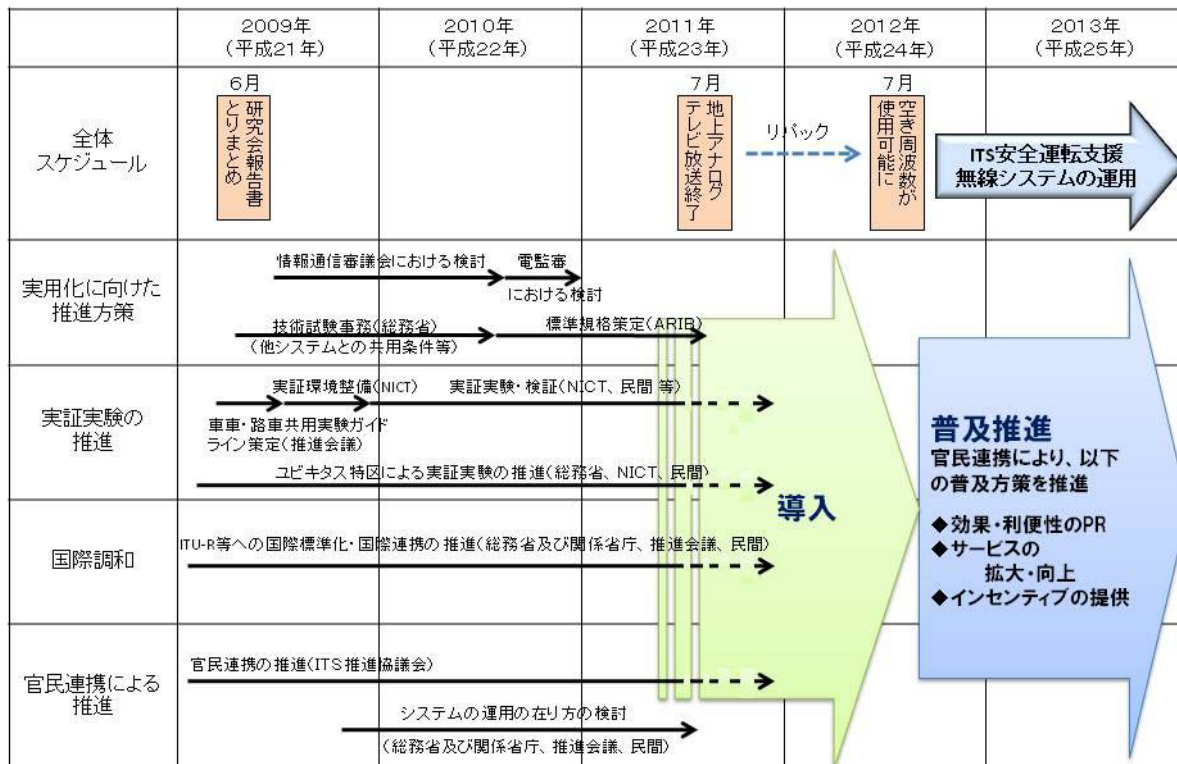 2009年
(平成21年)
2010年
(平成22年)
2011年
(平成23年)
2012年
(平成24年)
2013年
(平成25年)
全体
スケジュール
6月
研究会報告書
とりまとめ
7月
地上アナログ
テレビ放送終了
リパック
7月
空き周波数が
使用可能に
ITS安全運転支援
無線システムの運用
実用化に向けた
推進方策
情報通信審議会における検討
電監審
における検討
技術試験事務(総務省)
(他システムとの共用条件等)
標準規格策定(ARIB)
実証実験の
推進
実証環境整備(NICT)
実証実験・検証(NICT、民間 等)
車車・路車共用実験ガイド
ライン策定(推進会議)
ユビキタス特区による実証実験の推進(総務省、NICT、民間)
国際調和
ITU-R等への国際標準化・国際連携の推進(総務省及び関係省庁、推進会議、民間)
官民連携による
推進
官民連携の推進(ITS推進協議会)
システムの運用の在り方の検討
(総務省及び関係省庁、推進会議、民間)
導入
普及推進
官民連携により、以下
の普及方策を推進
◆効果・利便性のPR
◆サービスの
拡大・向上
◆インセンティブの提供